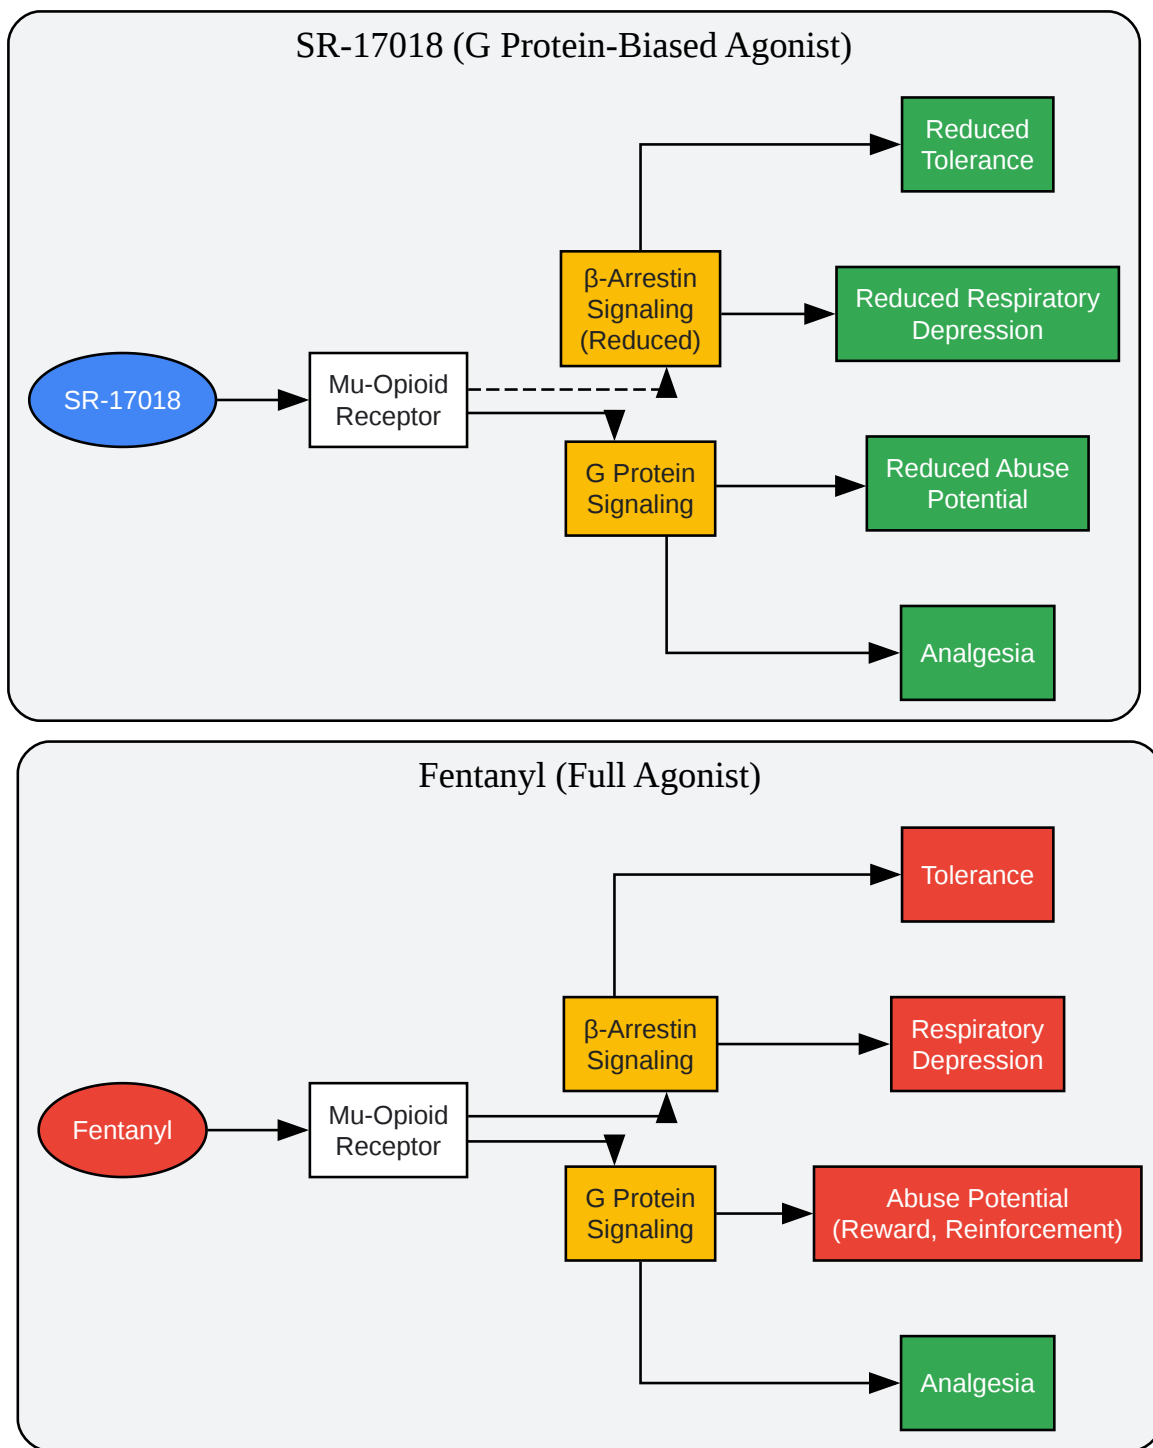 SR-17018 (G Protein-Biased Agonist)
Reduced
Tolerance
β-Arrestin
Signaling
(Reduced)
Reduced Respiratory
Depression
SR-17018
Mu-Opioid
Receptor
G Protein
Signaling
Reduced Abuse
Potential
Analgesia
Fentanyl (Full Agonist)
Tolerance
β-Arrestin
Signaling
Respiratory
Depression
Fentanyl
Mu-Opioid
Receptor
G Protein
Signaling
Abuse Potential
(Reward, Reinforcement)
Analgesia